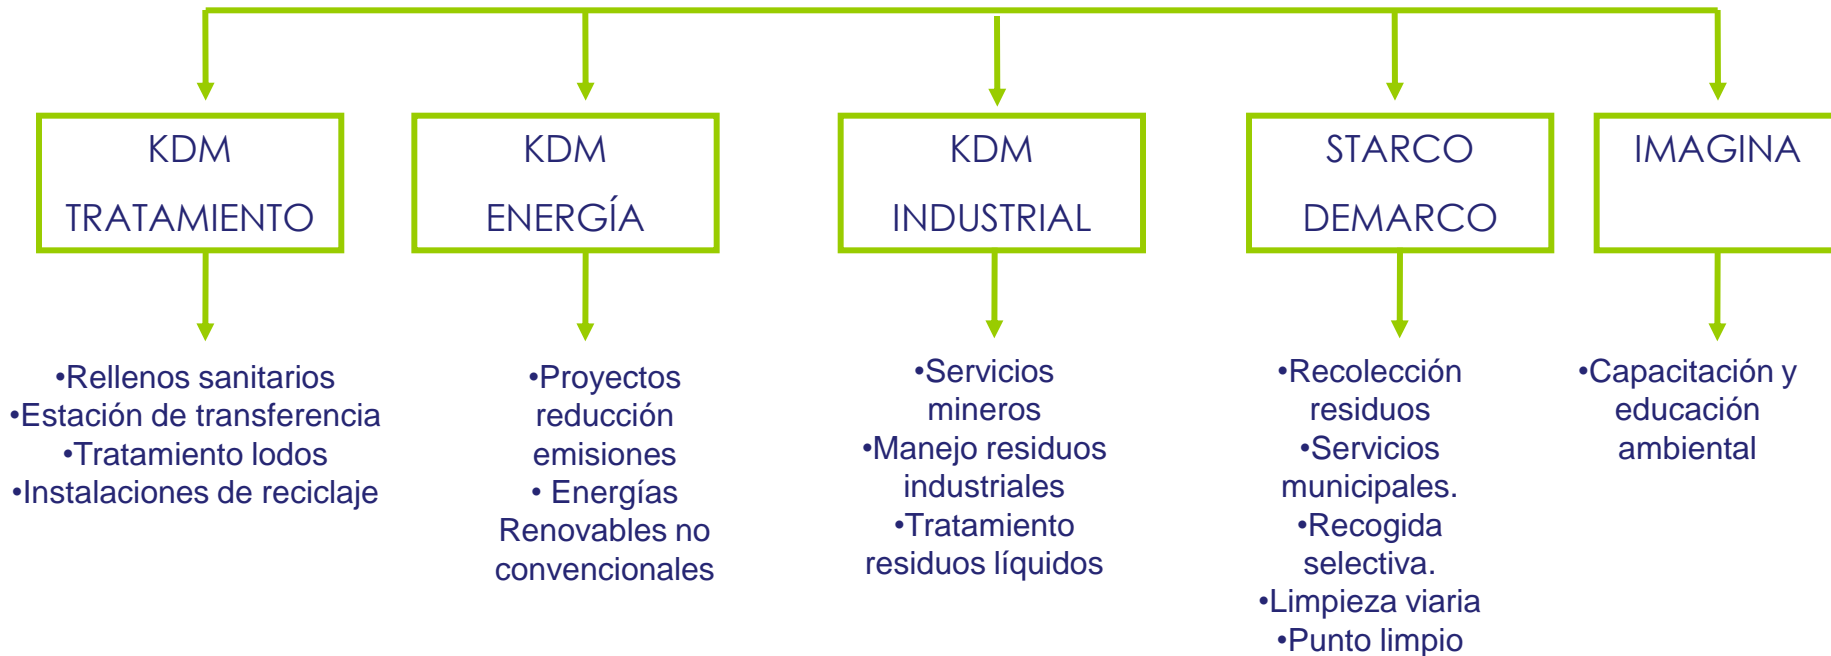 KDM
TRATAMIENTO
KDM
ENERGÍA
KDM
INDUSTRIAL
STARCO
DEMARCO
IMAGINA
•Rellenos sanitarios
•Estación de transferencia
•Tratamiento lodos
•Instalaciones de reciclaje
•Proyectos
reducción
emisiones
• Energías
Renovables no
convencionales
•Servicios
mineros
•Manejo residuos
industriales
•Tratamiento
residuos líquidos
•Recolección
residuos
•Servicios
municipales.
•Recogida
selectiva.
•Limpieza viaria
•Punto limpio
•Capacitación y
educación
ambiental